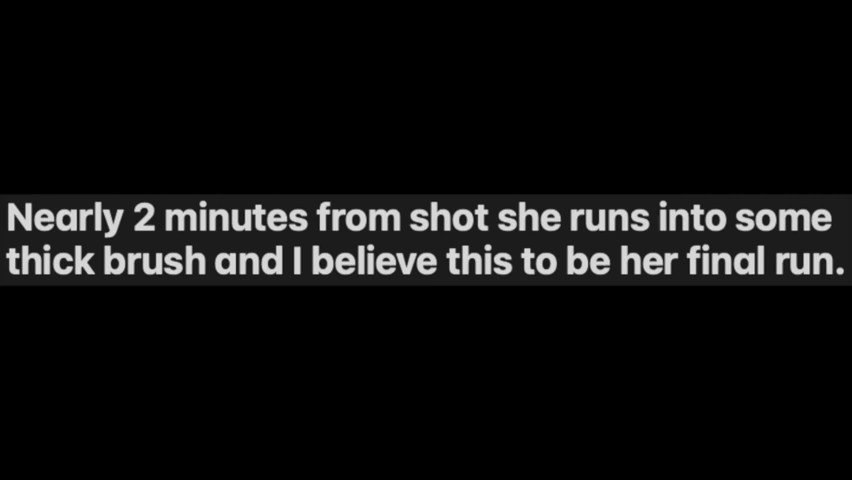 Nearly 2 minutes from shot she runs into some
thick brush and I believe this to be her final run.